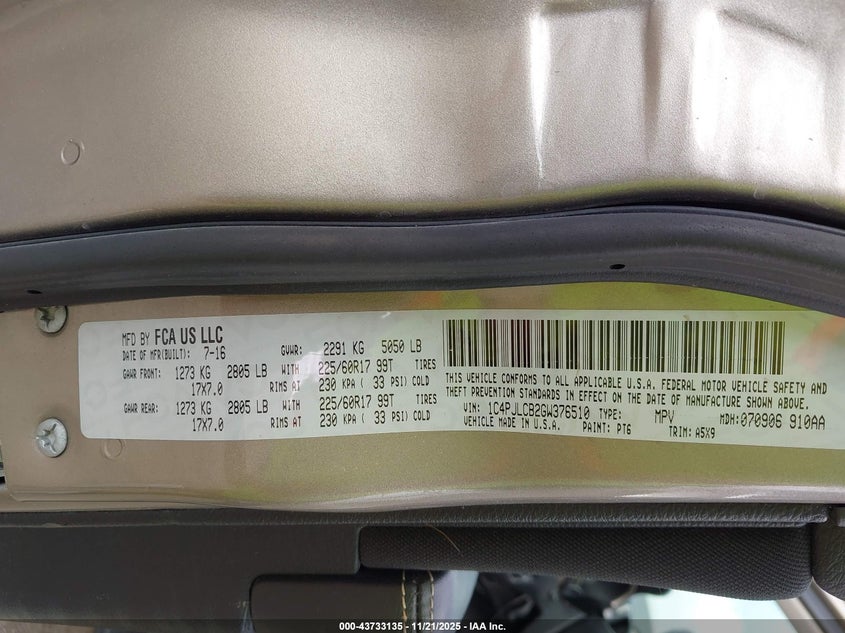 MFD BY FCA US LLC
DATE OF MFR(BUILT): 7-16 GVWR: 2291 KG 5050 LB
GAWR FRONT: 1273 KG 2805 LB WITH 225/60R17 99T TIRES
17X7.0 RIMS AT 230 KPA ( 33 PSI) COLD
GAWR REAR: 1273 KG 2805 LB WITH 225/60R17 99T TIRES
17X7.0 RIMS AT 230 KPA ( 33 PSI) COLD
THIS VEHICLE CONFORMS TO ALL APPLICABLE U.S.A. FEDERAL MOTOR VEHICLE SAFETY AND
THEFT PREVENTION STANDARDS IN EFFECT ON THE DATE OF MANUFACTURE SHOWN ABOVE.
VIN: 1C4PJLCB2GW376510 TYPE: MPV MDH: 070906 910AA
VEHICLE MADE IN U.S.A. PAINT: PT6 TRIM: A5X9
000-43733135 - 11/21/2025 - IAA Inc.